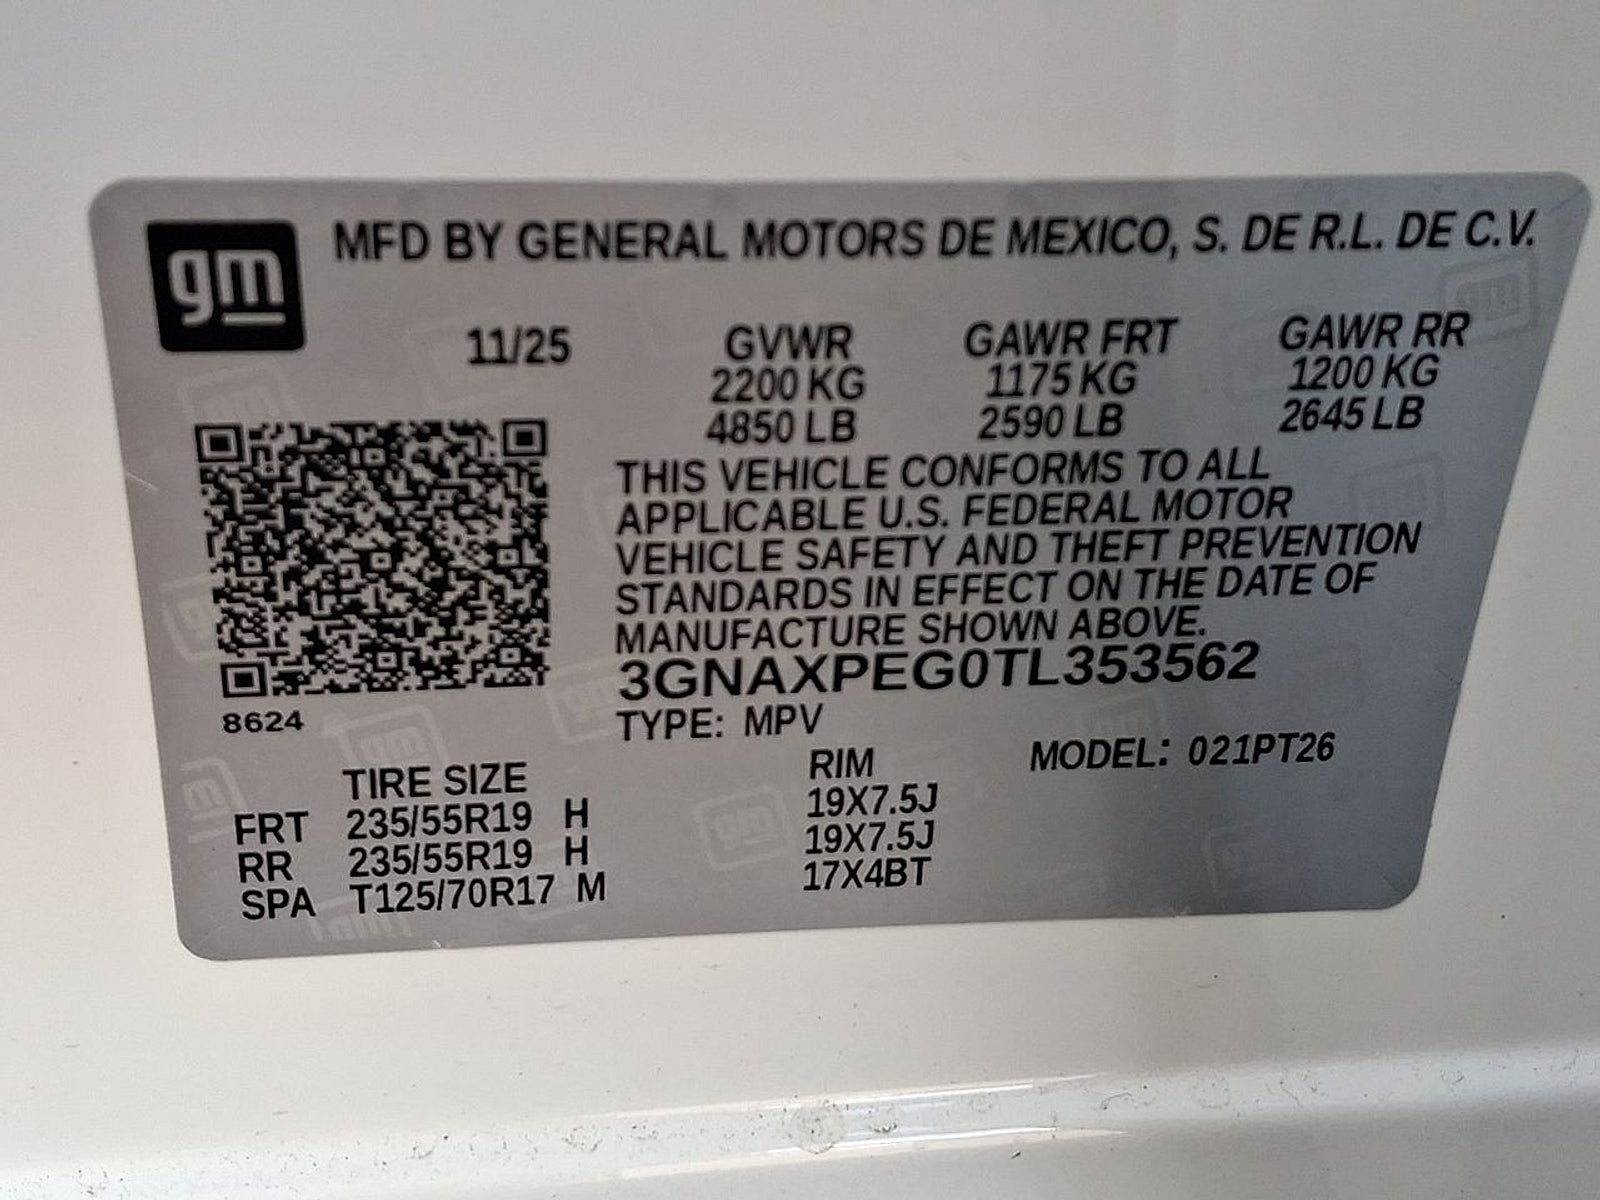 gm
MFD BY GENERAL MOTORS DE MEXICO, S. DE R.L. DE C.V.
11/25 GVWR GAWR FRT GAWR RR
2200 KG 1175 KG 1200 KG
4850 LB 2590 LB 2645 LB
THIS VEHICLE CONFORMS TO ALL
APPLICABLE U.S. FEDERAL MOTOR
VEHICLE SAFETY AND THEFT PREVENTION
STANDARDS IN EFFECT ON THE DATE OF
MANUFACTURE SHOWN ABOVE.
3GNAXPEG0TL353562
8624
TYPE: MPV MODEL: 021PT26
TIRE SIZE RIM
FRT 235/55R19 H 19X7.5J
RR 235/55R19 H 19X7.5J
SPA T125/70R17 M 17X4BT